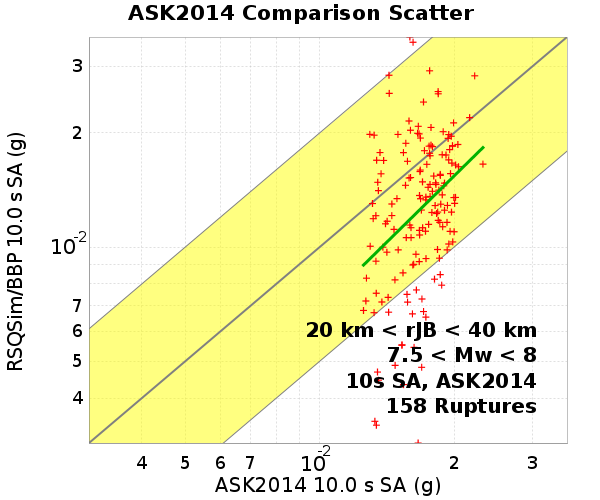 ASK2014 Comparison Scatter
RSQSim/BBP 10.0 s SA (g)
3
2
10-2
7
6
5
4
20 km < rJB < 40 km
7.5 < Mw < 8
10s SA, ASK2014
158 Ruptures
4 5 6 7 10-2 2 3
ASK2014 10.0 s SA (g)